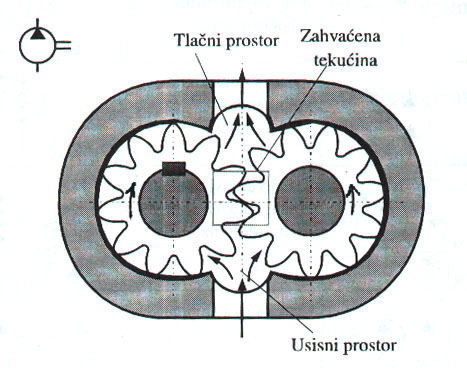 Tlačni prostor
Zahvaćena
tekućina
Usisni prostor